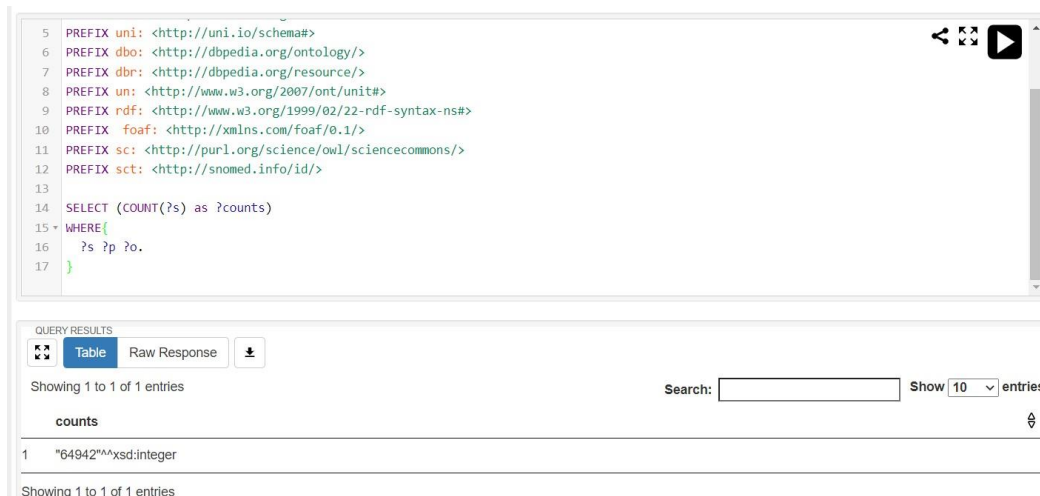 5 PREFIX uni: <http://uni.io/schema#>
6 PREFIX dbo: <http://dbpedia.org/ontology/>
7 PREFIX dbr: <http://dbpedia.org/resource/>
8 PREFIX un: <http://www.w3.org/2007/ont/unit#>
9 PREFIX rdf: <http://www.w3.org/1999/02/22-rdf-syntax-ns#>
10 PREFIX  foaf: <http://xmlns.com/foaf/0.1/>
11 PREFIX sc: <http://purl.org/science/owl/sciencecommons/>
12 PREFIX sct: <http://snomed.info/id/>
13
14 SELECT (COUNT(?s) as ?counts)
15 WHERE{
16 ?s ?p ?o.
17 }
QUERY RESULTS
Table Raw Response
Showing 1 to 1 of 1 entries Search: Show 10 entries
counts
1 "64942"^^xsd:integer
Showing 1 to 1 of 1 entries